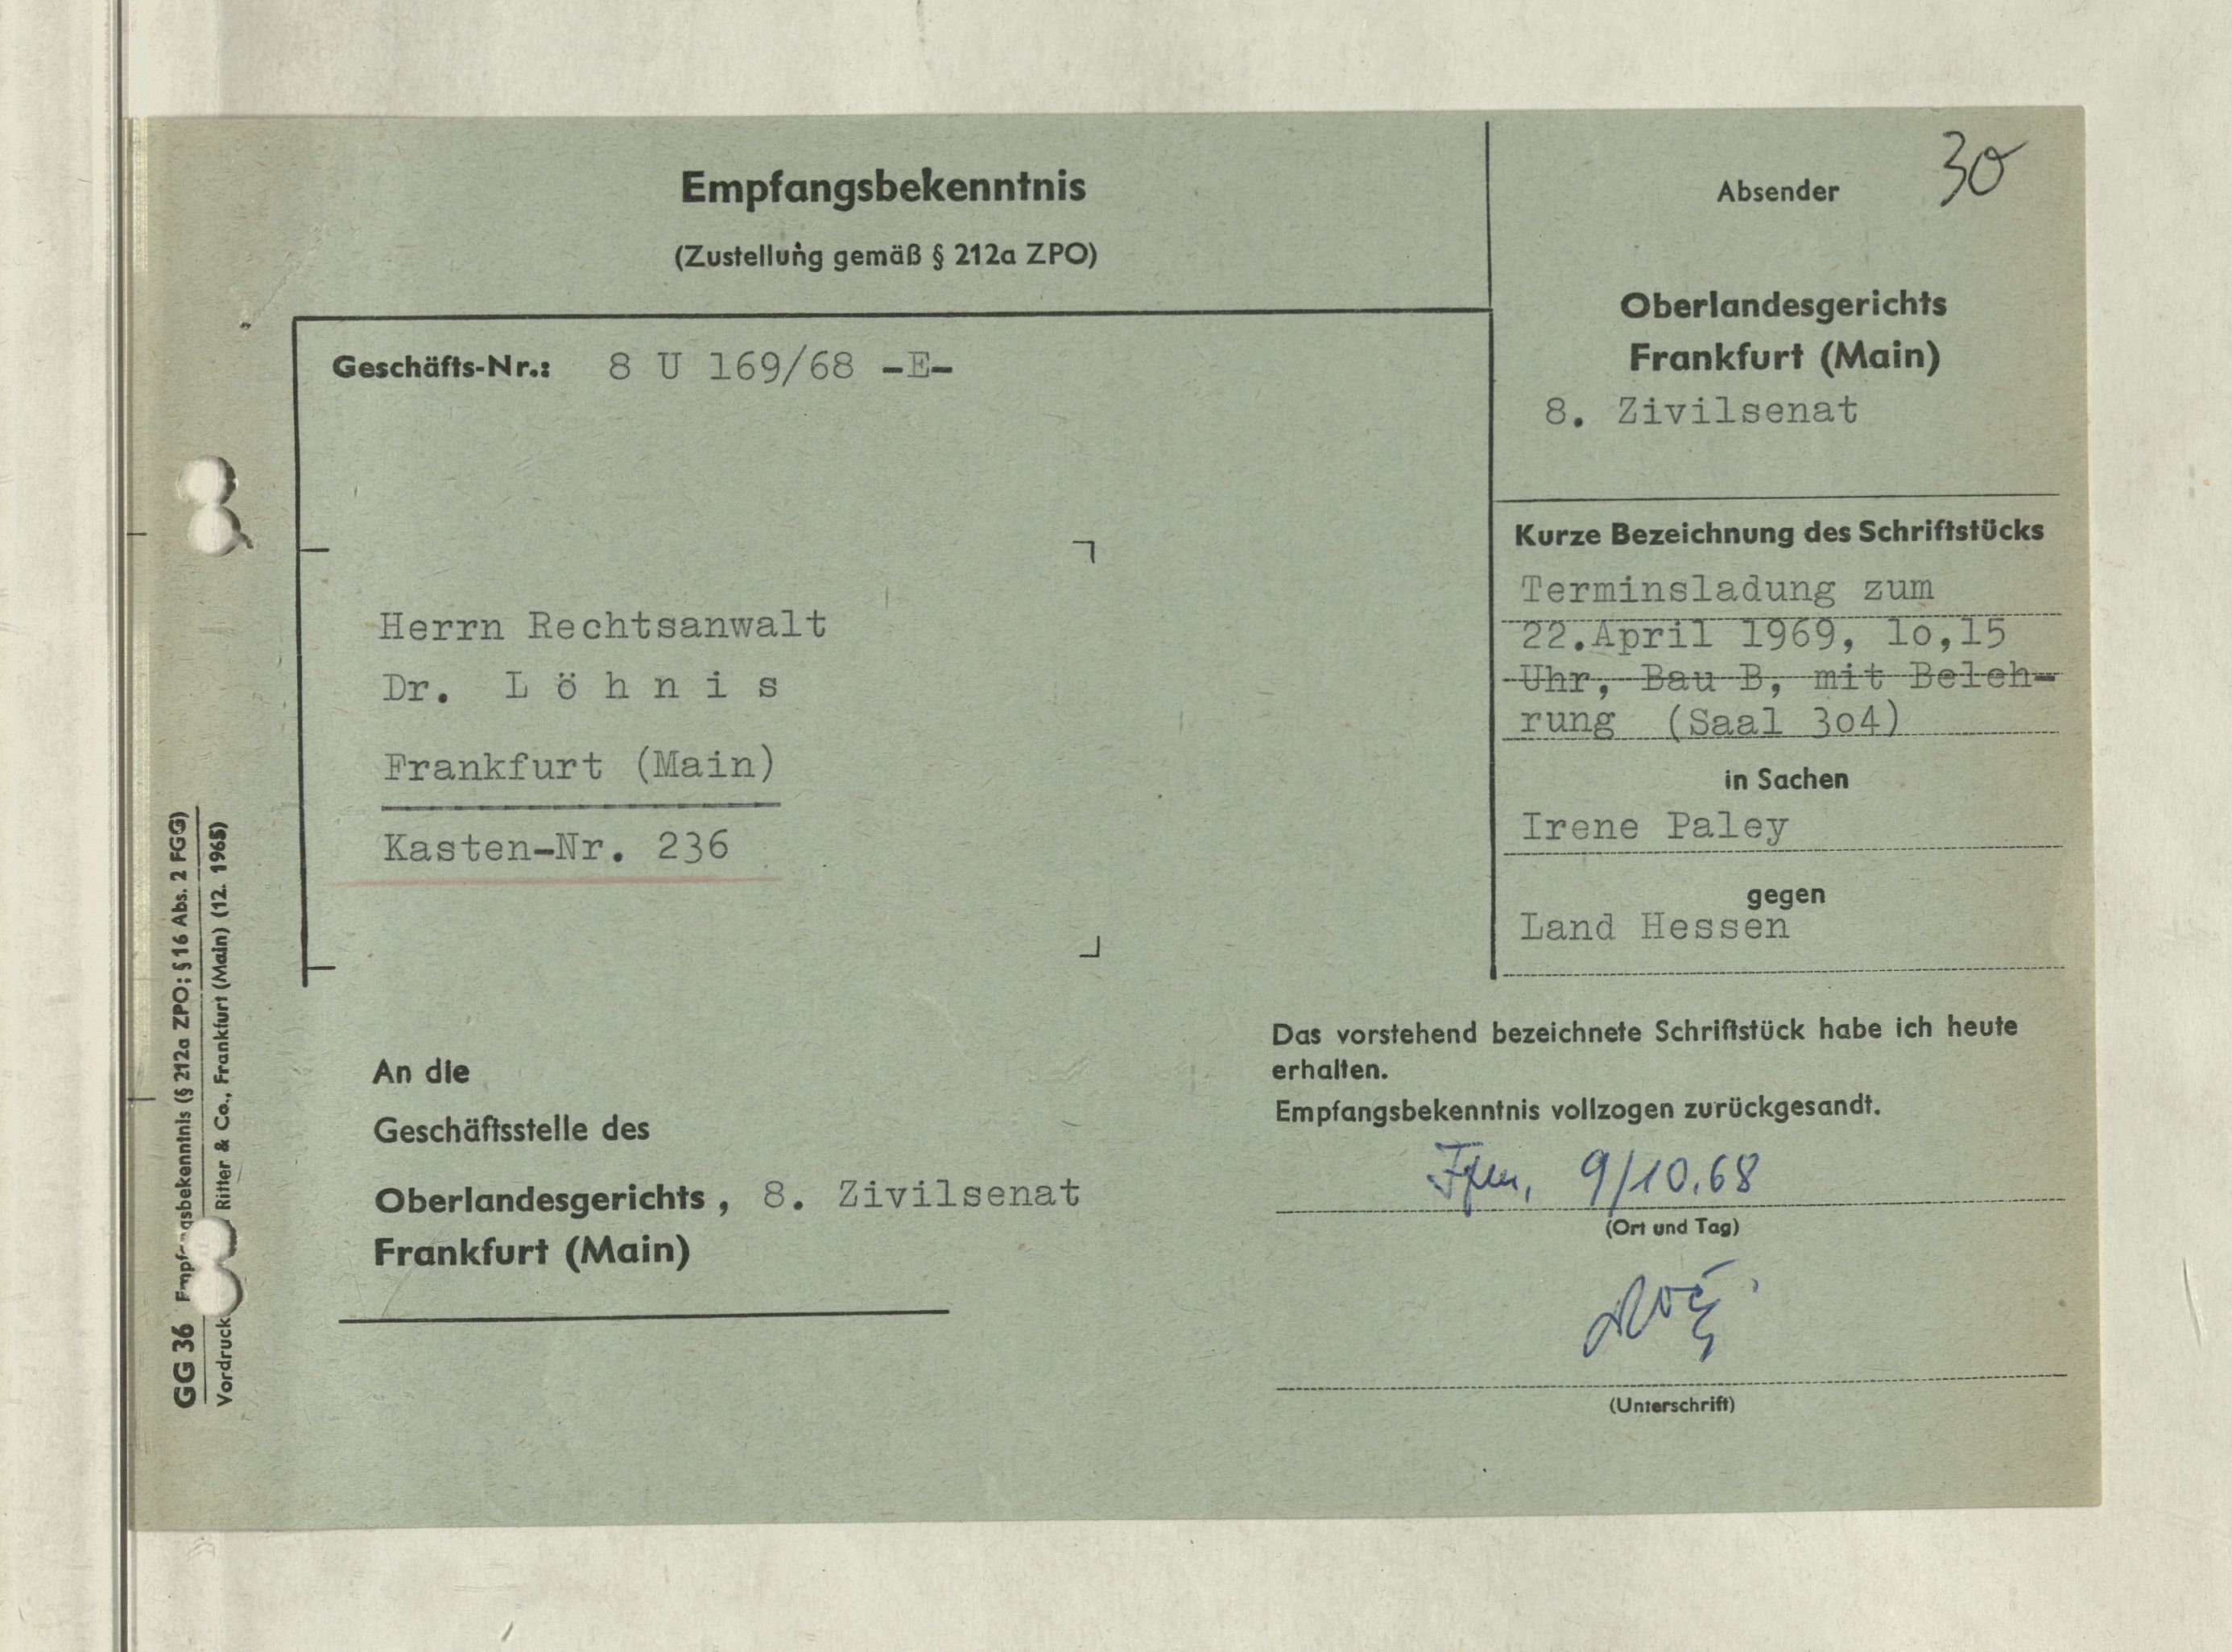 Empfangsbekenntnis
(Zustellung gemäß § 212a ZPO)
Absender
30
Oberlandesgerichts
Frankfurt (Main)
8. Zivilsenat
Geschäfts-Nr.: 8 U 169/68 -E-
Herrn Rechtsanwalt
Dr. L ö h n i s
Frankfurt (Main)
Kasten-Nr. 236
Kurze Bezeichnung des Schriftstücks
Terminsladung zum
22.April 1969, 1o,15
Uhr, Bau B, mit Beleh-
rung (Saal 3o4)
in Sachen
Irene Paley
gegen
Land Hessen
An die
Geschäftsstelle des
Oberlandesgerichts, 8. Zivilsenat
Frankfurt (Main)
Das vorstehend bezeichnete Schriftstück habe ich heute
erhalten.
Empfangsbekenntnis vollzogen zurückgesandt.
Ffm, 9/10.68
(Ort und Tag)
(Unterschrift)
GG 36 Empfangsbekenntnis (§ 212a ZPO; § 16 Abs. 2 FGG)
Vordruck Ritter & Co., Frankfurt (Main) (12. 1965)